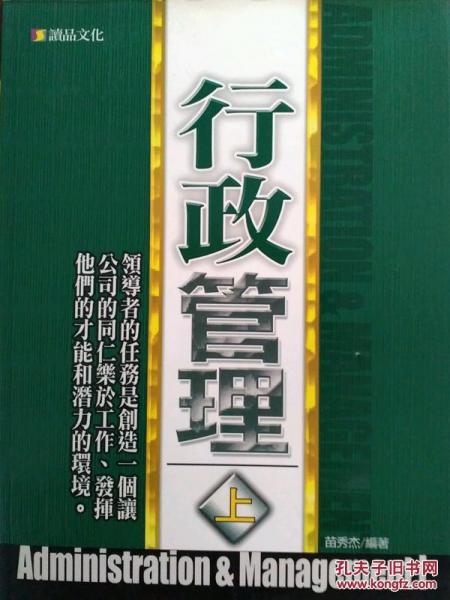 讀品文化
行政管理
上
領導者的任務是創造一個讓
公司的同仁樂於工作、發揮
他們的才能和潛力的環境。
苗秀杰/編著
ADMINISTRATION & MANAGEMENT
Administration & Management
孔夫子旧书网
www.kongfz.com